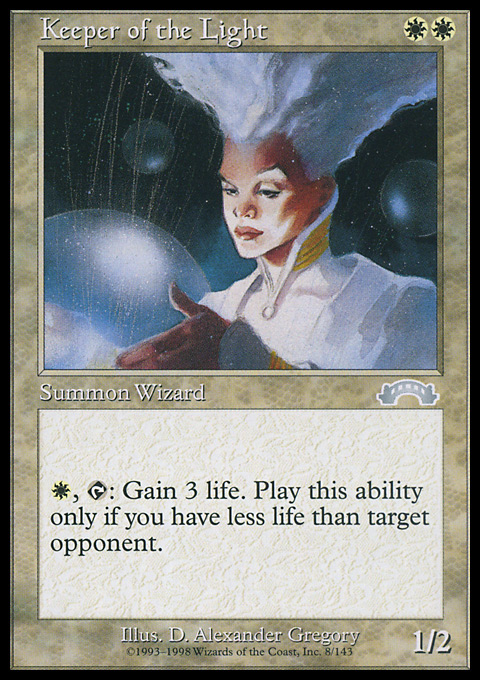 Keeper of the Light
Summon Wizard
, : Gain 3 life. Play this ability
only if you have less life than target
opponent.
Illus. D. Alexander Gregory
©1993–1998 Wizards of the Coast, Inc. 8/143
1/2